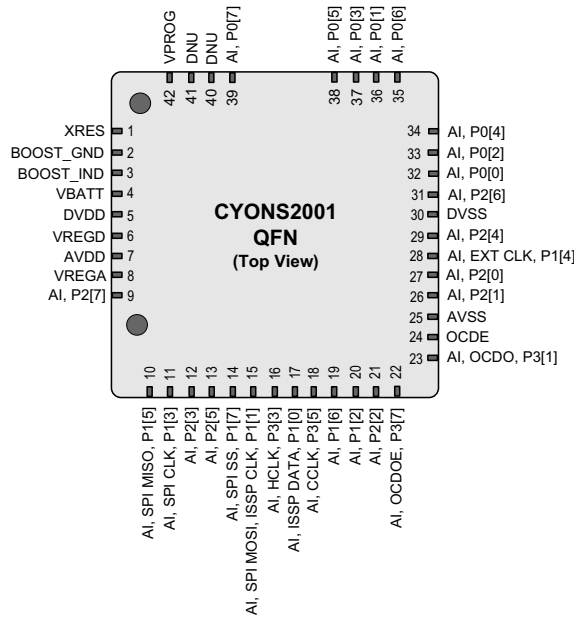 VPROG
DNU
DNU
AI, P0[7]
AI, P0[5]
AI, P0[3]
AI, P0[1]
AI, P0[6]
42
41
40
39
38
37
36
35
XRES 1
BOOST_GND 2
BOOST_IND 3
VBATT 4
DVDD 5
VREGD 6
AVDD 7
VREGA 8
AI, P2[7] 9
CYONS2001
QFN
(Top View)
34 AI, P0[4]
33 AI, P0[2]
32 AI, P0[0]
31 AI, P2[6]
30 DVSS
29 AI, P2[4]
28 AI, EXT CLK, P1[4]
27 AI, P2[0]
26 AI, P2[1]
25 AVSS
24 OCDE
23 AI, OCDO, P3[1]
10
11
12
13
14
15
16
17
18
19
20
21
22
AI, SPI MISO, P1[5]
AI, SPI CLK, P1[3]
AI, P2[3]
AI, P2[5]
AI, SPI SS, P1[7]
AI, SPI MOSI, ISSP CLK, P1[1]
AI, HCLK, P3[3]
AI, ISSP DATA, P1[0]
AI, CCLK, P3[5]
AI, P1[6]
AI, P1[2]
AI, P2[2]
AI, OCDOE, P3[7]